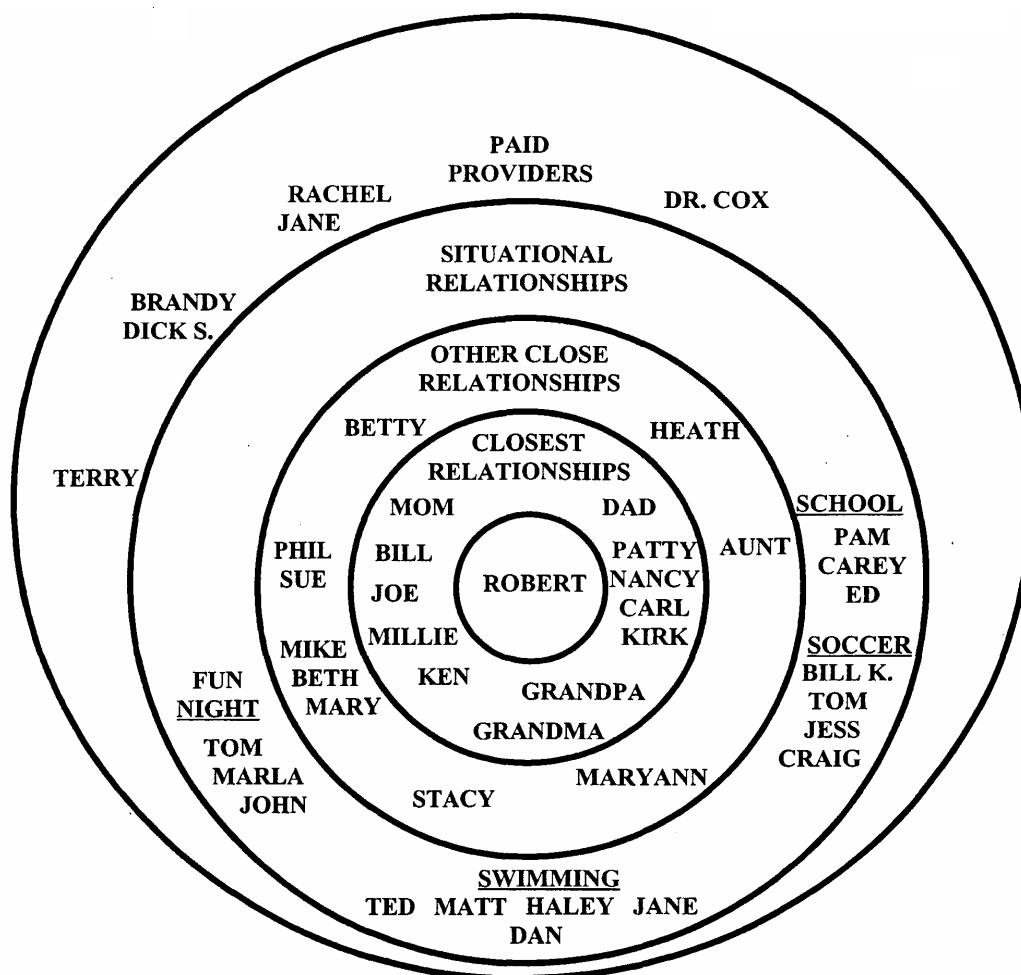 PAID
PROVIDERS
RACHEL
JANE
DR. COX
BRANDY
DICK S.
TERRY
SITUATIONAL
RELATIONSHIPS
OTHER CLOSE
RELATIONSHIPS
BETTY
HEATH
CLOSEST
RELATIONSHIPS
MOM
DAD
BILL
JOE
MILLIE
KEN
ROBERT
PATTY
NANCY
CARL
KIRK
GRANDPA
GRANDMA
PHIL
SUE
AUNT
MIKE
BETH
MARY
STACY
MARYANN
SCHOOL
PAM
CAREY
ED
SOCCER
BILL K.
TOM
JESS
CRAIG
FUN
NIGHT
TOM
MARLA
JOHN
SWIMMING
TED MATT HALEY JANE
DAN